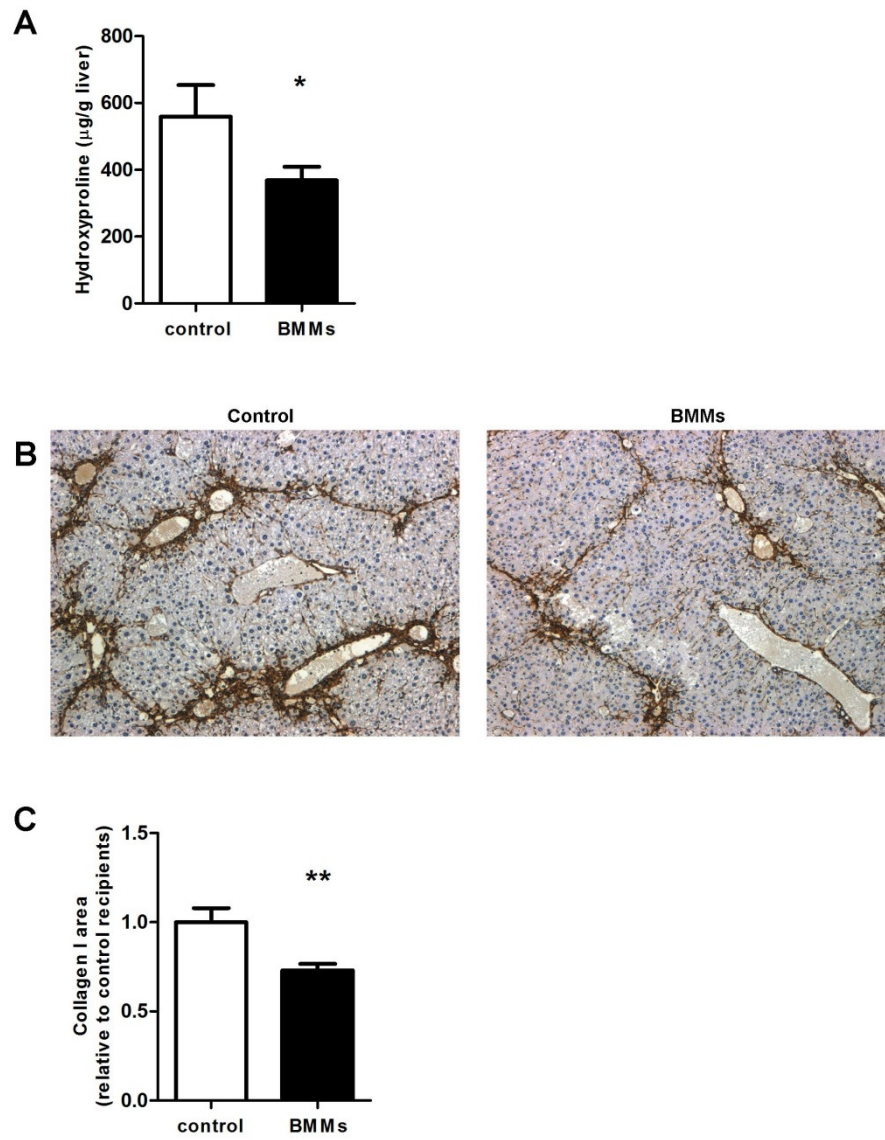 A
Hydroxyproline (µg/g liver)
800
600
400
200
0
*
control
BMMs
B
Control
BMMs
C
Collagen I area
(relative to control recipients)
1.5
1.0
0.5
0.0
**
control
BMMs